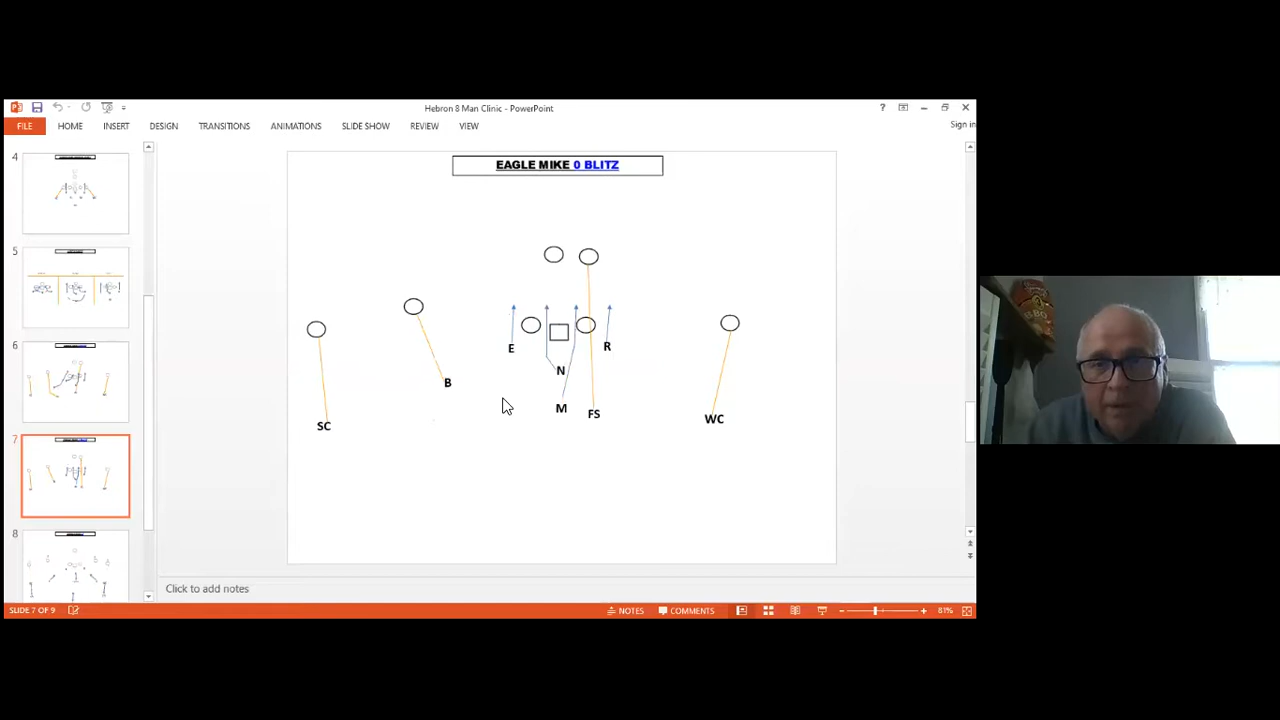 Hebron 8 Man Clinic - PowerPoint
?
FILE HOME INSERT DESIGN TRANSITIONS ANIMATIONS SLIDE SHOW REVIEW VIEW
Sign in
4
5
6
7
8
EAGLE MIKE 0 BLITZ
E R
N
B
M FS
SC WC
Click to add notes
SLIDE 7 OF 9 NOTES COMMENTS 81%